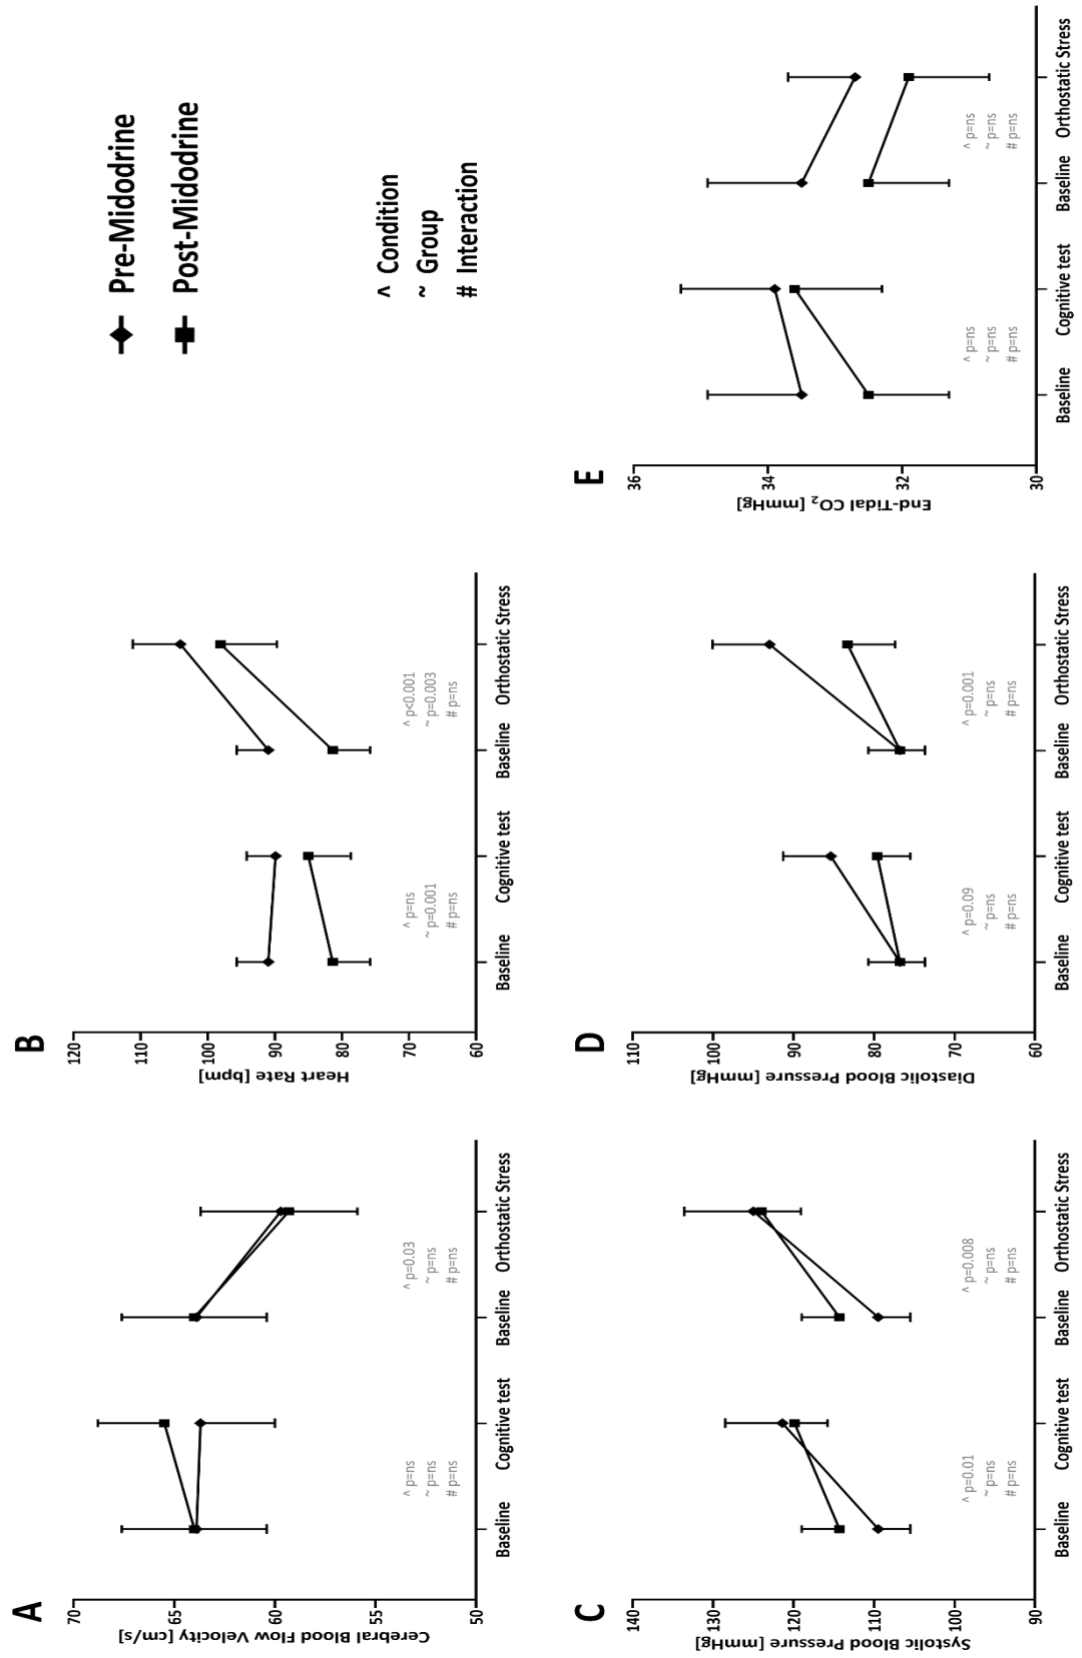 A
Cerebral Blood Flow Velocity [cm/s]
70
65
60
55
50
^ p=ns
~ p=ns
# p=ns
^ p=0.03
~ p=ns
# p=ns
Baseline Cognitive test Baseline Orthostatic Stress
B
Heart Rate [bpm]
120
110
100
90
80
70
60
^ p=ns
~ p=0.001
# p=ns
^ p<0.001
~ p=0.003
# p=ns
Baseline Cognitive test Baseline Orthostatic Stress
Pre-Midodrine
Post-Midodrine
^ Condition
~ Group
# Interaction
C
Systolic Blood Pressure [mmHg]
140
130
120
110
100
90
^ p=0.01
~ p=ns
# p=ns
^ p=0.008
~ p=ns
# p=ns
Baseline Cognitive test Baseline Orthostatic Stress
D
Diastolic Blood Pressure [mmHg]
110
100
90
80
70
60
^ p=0.09
~ p=ns
# p=ns
^ p=0.001
~ p=ns
# p=ns
Baseline Cognitive test Baseline Orthostatic Stress
E
End-Tidal CO₂ [mmHg]
36
34
32
30
^ p=ns
~ p=ns
# p=ns
^ p=ns
~ p=ns
# p=ns
Baseline Cognitive test Baseline Orthostatic Stress